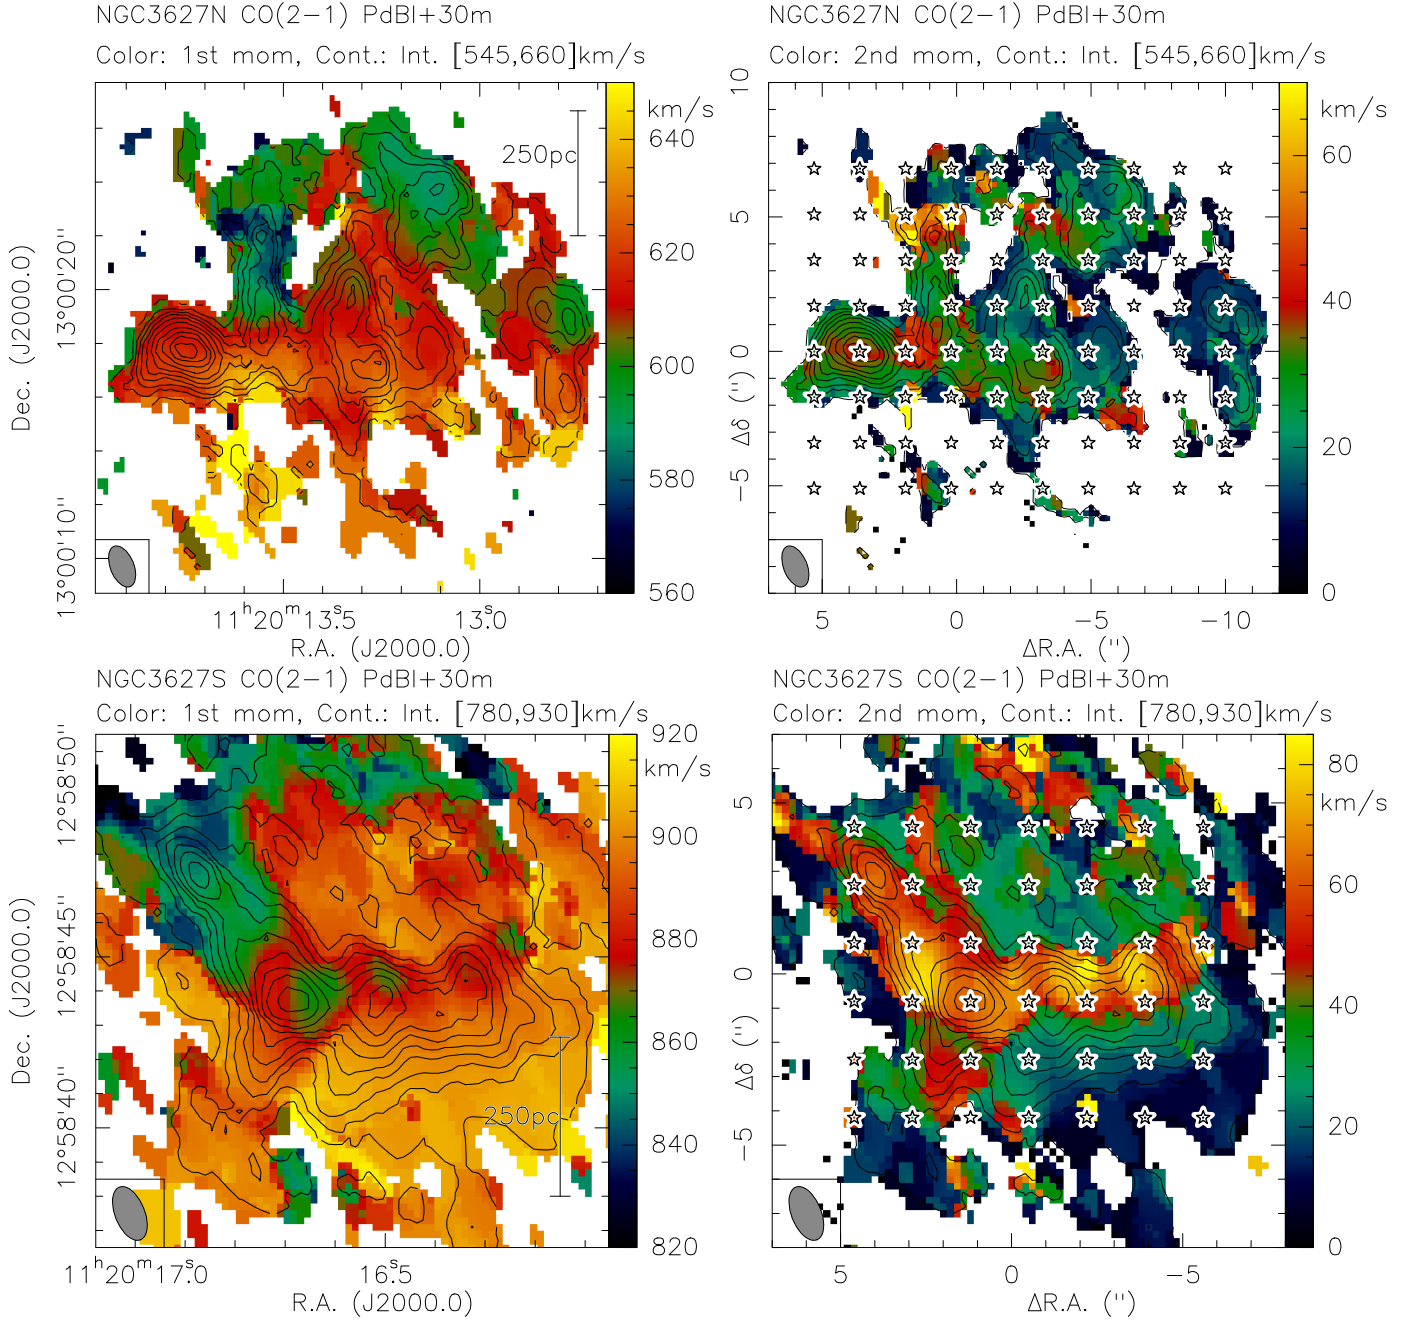 NGC3627N CO(2−1) PdBI+30m
Color: 1st mom, Cont.: Int. [545,660]km/s
km/s
640
620
600
580
560
250pc
13°00'20"
13°00'10"
Dec. (J2000.0)
11h20m13s.5
13s.0
R.A. (J2000.0)
NGC3627N CO(2−1) PdBI+30m
Color: 2nd mom, Cont.: Int. [545,660]km/s
km/s
60
40
20
0
10
5
0
−5
Δδ (")
5
0
−5
−10
ΔR.A. (")
NGC3627S CO(2−1) PdBI+30m
Color: 1st mom, Cont.: Int. [780,930]km/s
920
km/s
900
880
860
840
820
250pc
12°58'50"
12°58'45"
12°58'40"
Dec. (J2000.0)
11h20m17s.0
16s.5
R.A. (J2000.0)
NGC3627S CO(2−1) PdBI+30m
Color: 2nd mom, Cont.: Int. [780,930]km/s
80
km/s
60
40
20
0
5
0
−5
Δδ (")
5
0
−5
ΔR.A. (")